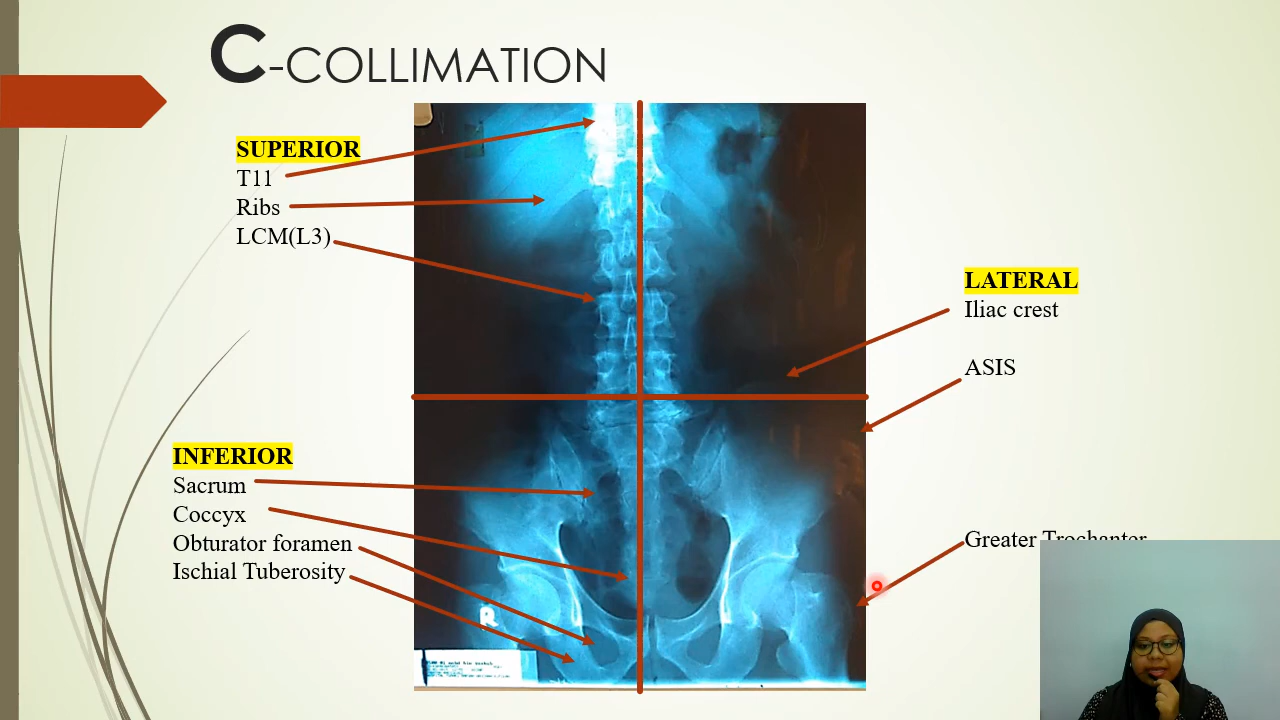 C-COLLIMATION
SUPERIOR
T11
Ribs
LCM(L3)
LATERAL
Iliac crest
ASIS
INFERIOR
Sacrum
Coccyx
Obturator foramen
Ischial Tuberosity
Greater Trochanter
R